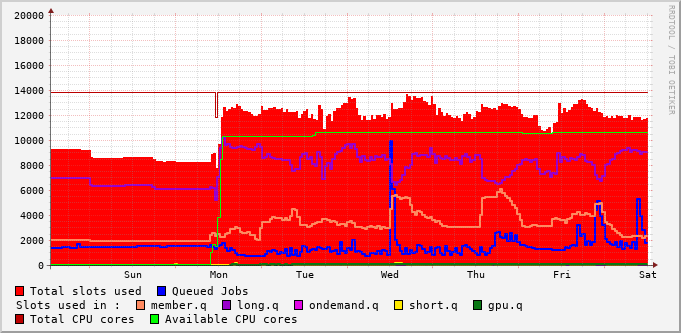 20000
18000
16000
14000
12000
10000
8000
6000
4000
2000
0
Sun Mon Tue Wed Thu Fri Sat
RRDTOOL / TOBI OETIKER
Total slots used Queued Jobs
Slots used in : member.q long.q ondemand.q short.q gpu.q
Total CPU cores Available CPU cores